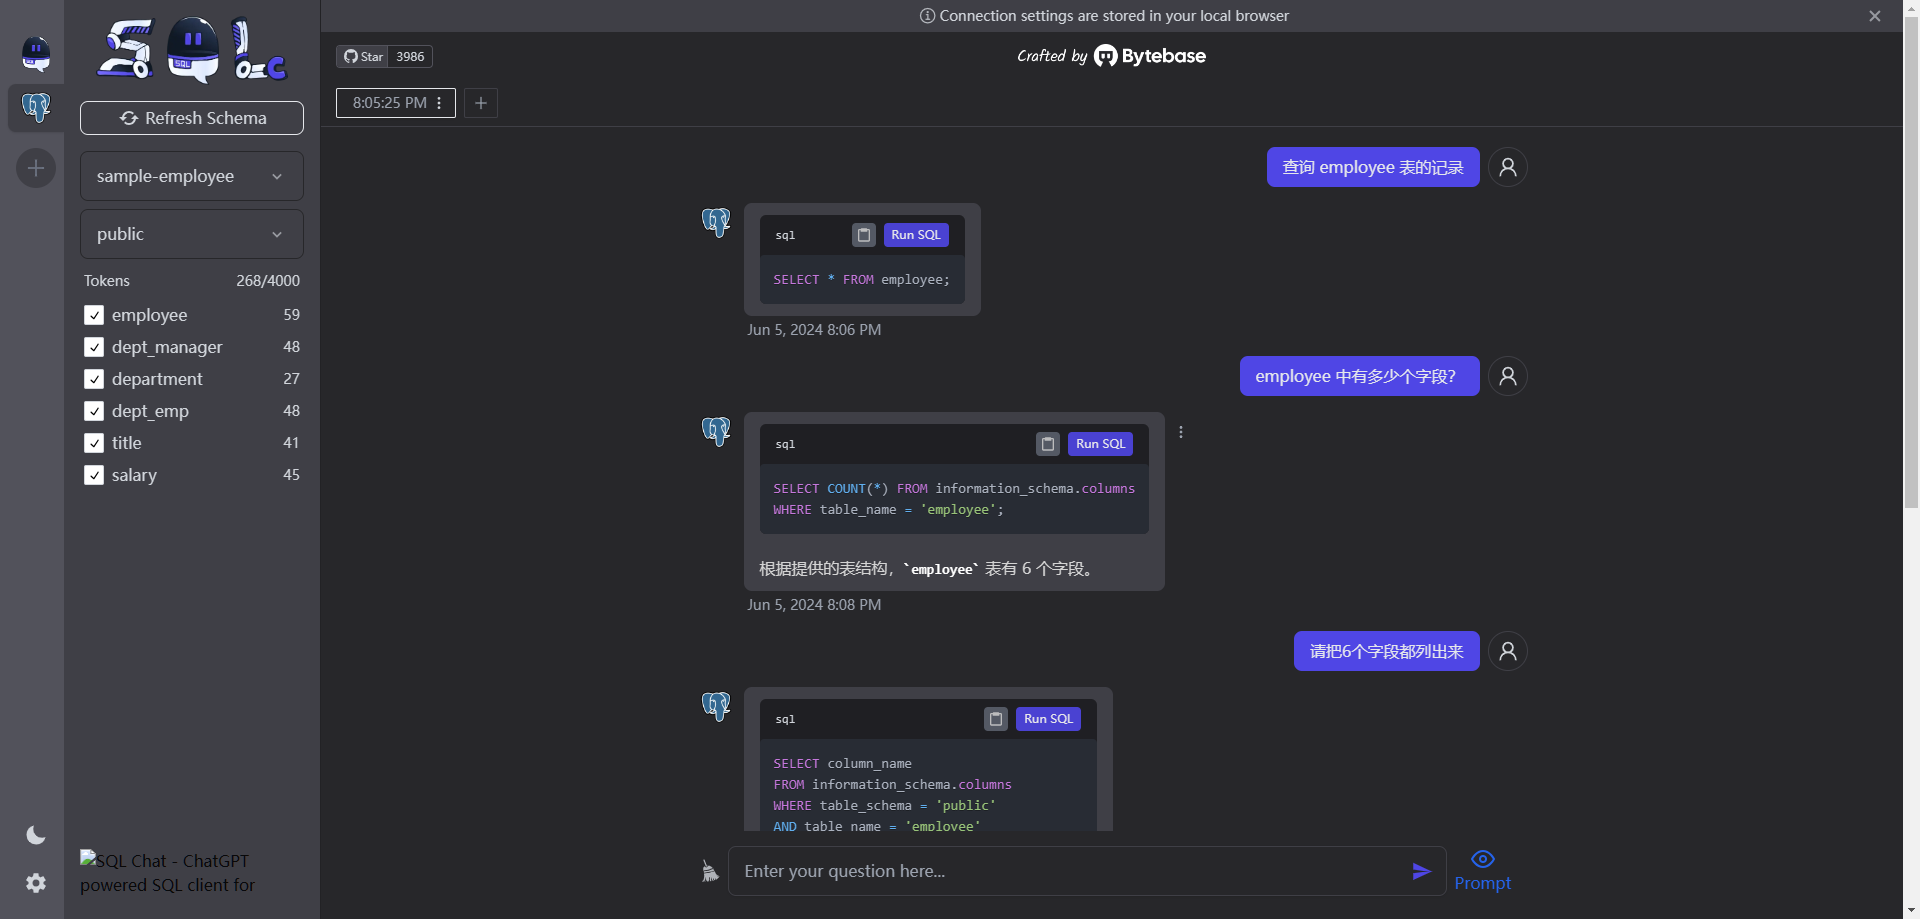 Connection settings are stored in your local browser
SQL
Star 3986
Crafted by Bytebase
Refresh Schema
8:05:25 PM
sample-employee
public
Tokens 268/4000
employee 59
dept_manager 48
department 27
dept_emp 48
title 41
salary 45
SQL Chat - ChatGPT
powered SQL client for
查询 employee 表的记录
sql Run SQL
SELECT * FROM employee;
Jun 5, 2024 8:06 PM
employee 中有多少个字段？
sql Run SQL
SELECT COUNT(*) FROM information_schema.columns
WHERE table_name = 'employee';
根据提供的表结构，`employee` 表有 6 个字段。
Jun 5, 2024 8:08 PM
请把6个字段都列出来
sql Run SQL
SELECT column_name
FROM information_schema.columns
WHERE table_schema = 'public'
AND table_name = 'employee'
Enter your question here...
Prompt